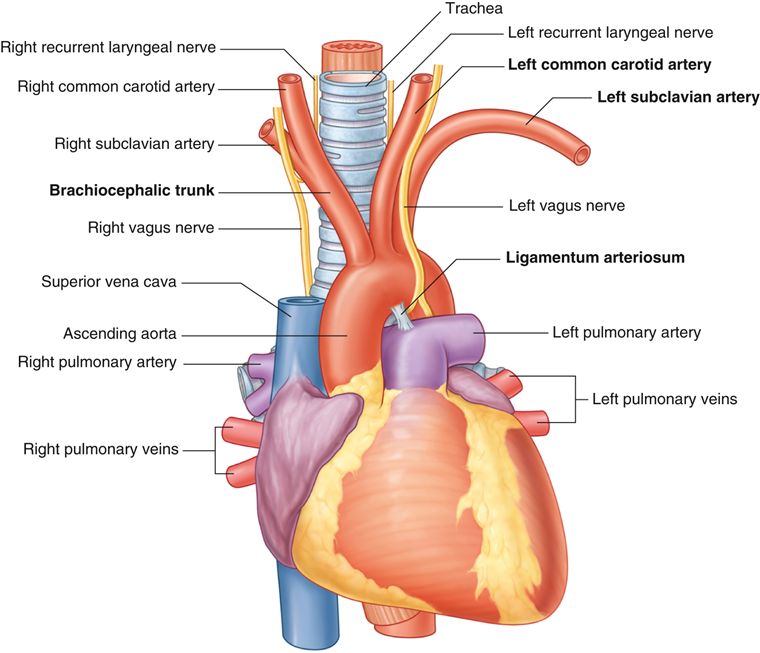 Trachea
Right recurrent laryngeal nerve
Left recurrent laryngeal nerve
Right common carotid artery
Left common carotid artery
Left subclavian artery
Right subclavian artery
Brachiocephalic trunk
Left vagus nerve
Right vagus nerve
Ligamentum arteriosum
Superior vena cava
Ascending aorta
Left pulmonary artery
Right pulmonary artery
Left pulmonary veins
Right pulmonary veins